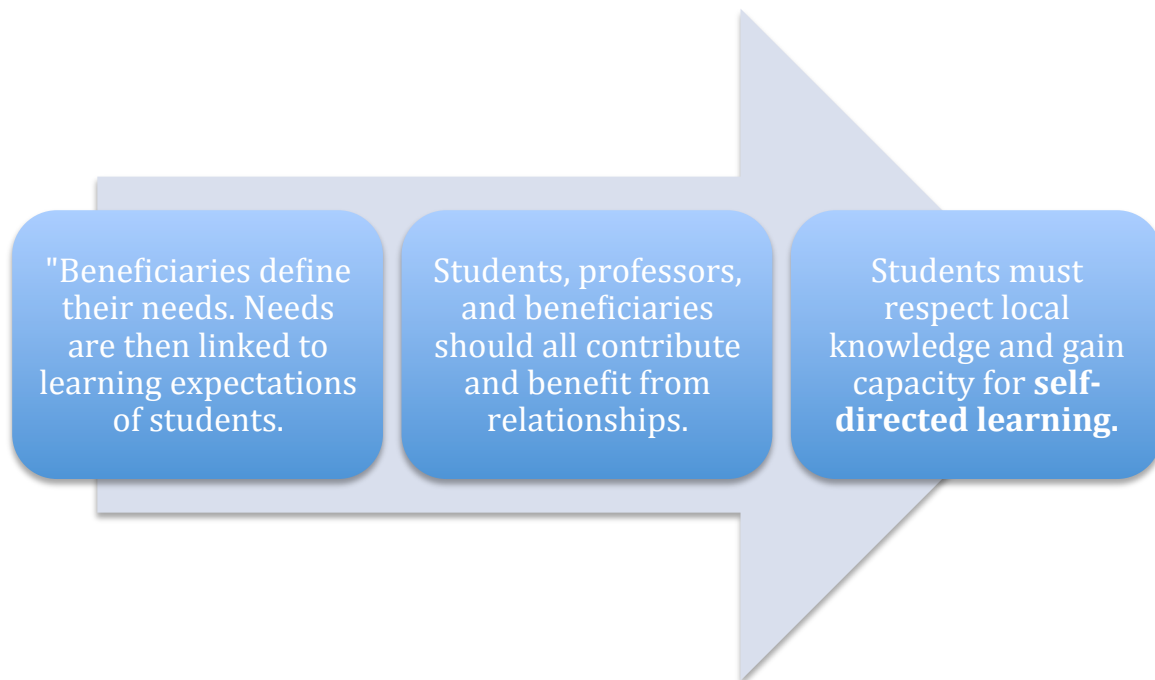 "Beneficiaries define
their needs. Needs
are then linked to
learning expectations
of students.
Students, professors,
and beneficiaries
should all contribute
and benefit from
relationships.
Students must
respect local
knowledge and gain
capacity for self-
directed learning.